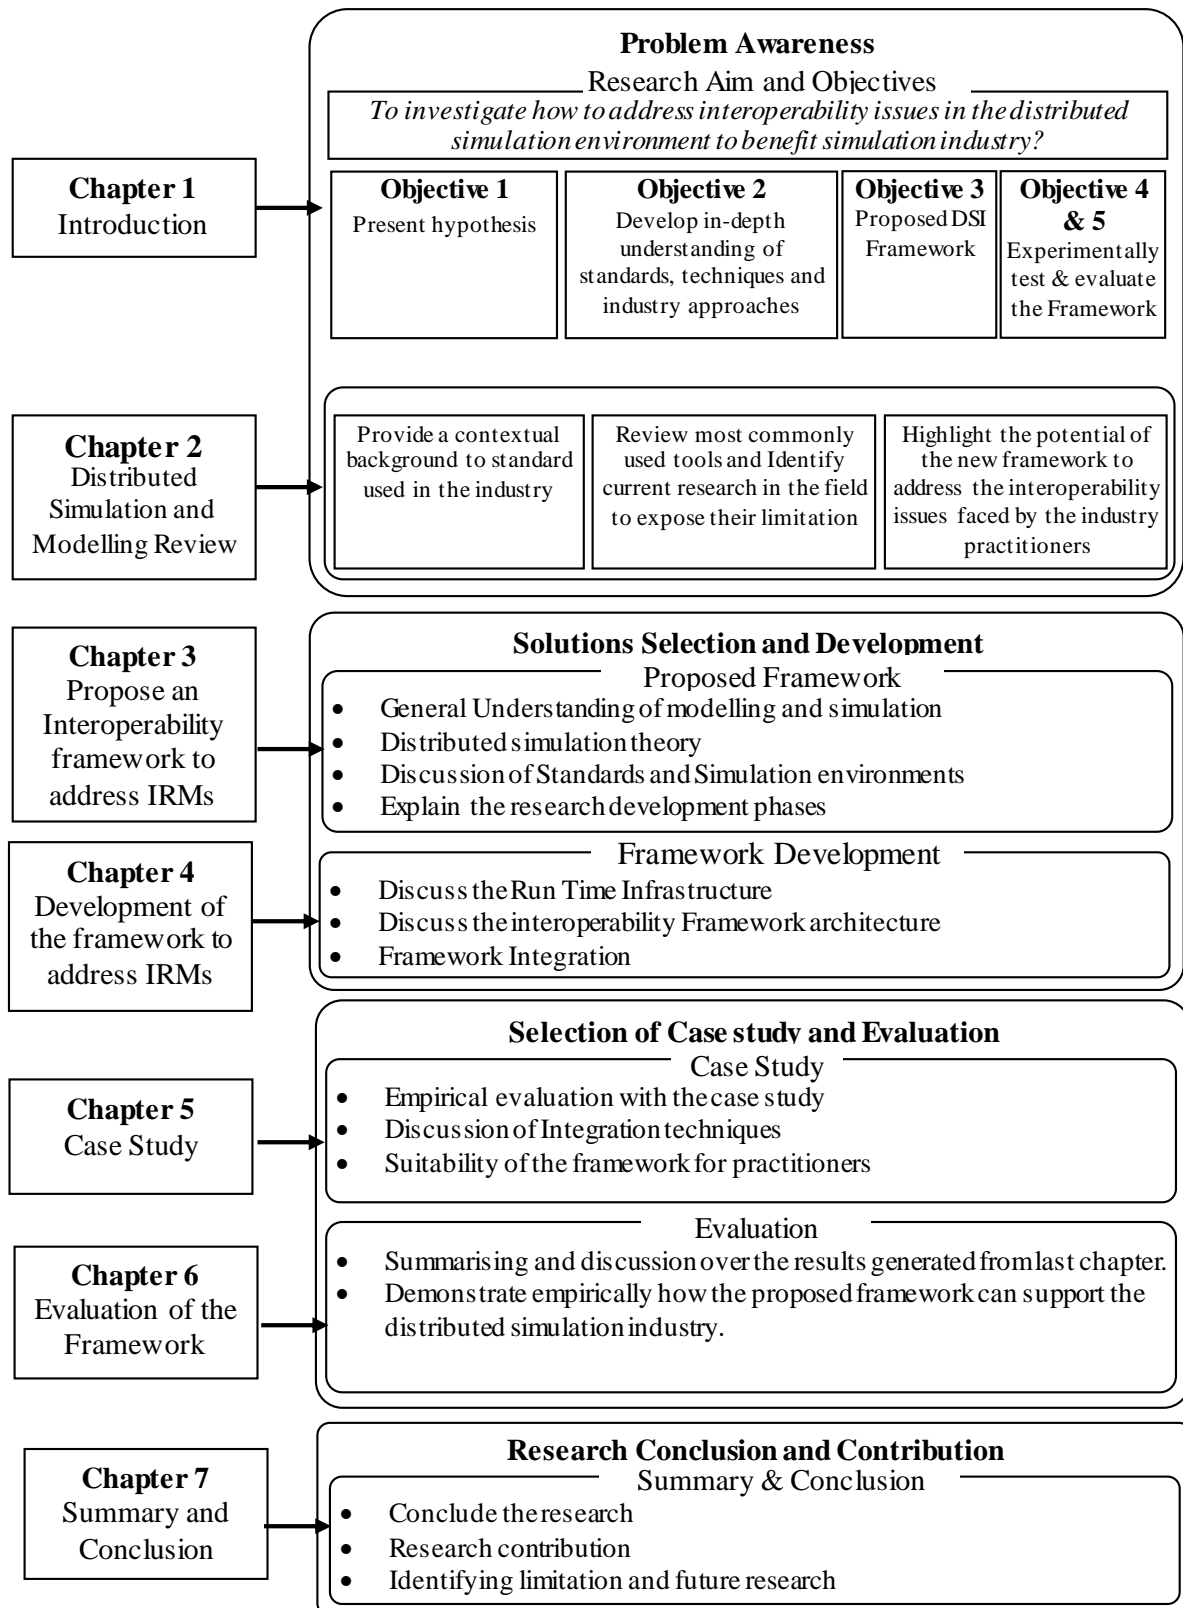 Problem Awareness
Research Aim and Objectives
To investigate how to address interoperability issues in the distributed
simulation environment to benefit simulation industry?
Chapter 1
Introduction
Objective 1
Present hypothesis
Objective 2
Develop in-depth
understanding of
standards, techniques and
industry approaches
Objective 3
Proposed DSI
Framework
Objective 4
& 5
Experimentally
test & evaluate
the Framework
Chapter 2
Distributed
Simulation and
Modelling Review
Provide a contextual
background to standard
used in the industry
Review most commonly
used tools and Identify
current research in the field
to expose their limitation
Highlight the potential of
the new framework to
address the interoperability
issues faced by the industry
practitioners
Chapter 3
Propose an
Interoperability
framework to
address IRMs
Solutions Selection and Development
Proposed Framework
• General Understanding of modelling and simulation
• Distributed simulation theory
• Discussion of Standards and Simulation environments
• Explain the research development phases
Chapter 4
Development of
the framework to
address IRMs
Framework Development
• Discuss the Run Time Infrastructure
• Discuss the interoperability Framework architecture
• Framework Integration
Selection of Case study and Evaluation
Chapter 5
Case Study
Case Study
• Empirical evaluation with the case study
• Discussion of Integration techniques
• Suitability of the framework for practitioners
Chapter 6
Evaluation of the
Framework
Evaluation
• Summarising and discussion over the results generated from last chapter.
• Demonstrate empirically how the proposed framework can support the
distributed simulation industry.
Chapter 7
Summary and
Conclusion
Research Conclusion and Contribution
Summary & Conclusion
• Conclude the research
• Research contribution
• Identifying limitation and future research